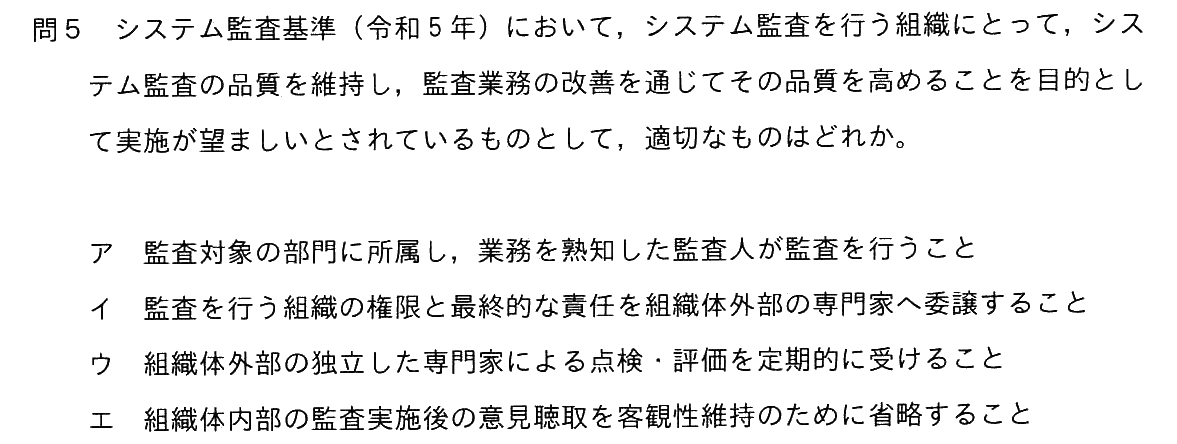 問5　システム監査基準（令和5年）において，システム監査を行う組織にとって，シス
テム監査の品質を維持し，監査業務の改善を通じてその品質を高めることを目的とし
て実施が望ましいとされているものとして，適切なものはどれか。
ア　監査対象の部門に所属し，業務を熟知した監査人が監査を行うこと
イ　監査を行う組織の権限と最終的な責任を組織体外部の専門家へ委譲すること
ウ　組織体外部の独立した専門家による点検・評価を定期的に受けること
エ　組織体内部の監査実施後の意見聴取を客観性維持のために省略すること